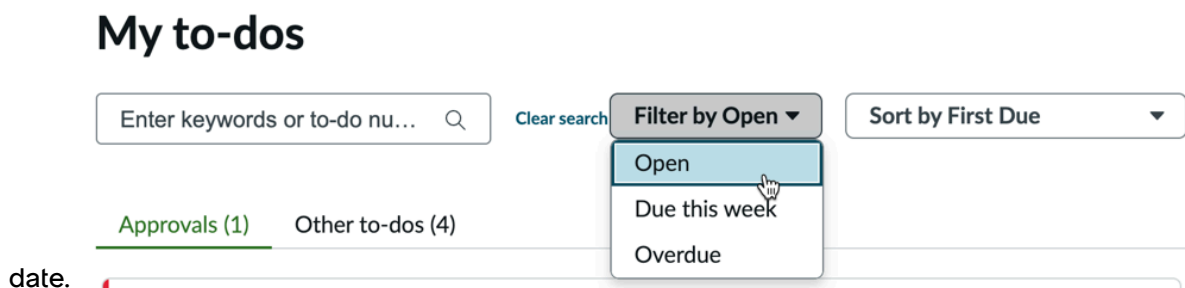 My to-dos
Enter keywords or to-do nu...
Clear search
Filter by Open
Sort by First Due
Open
Due this week
Overdue
Approvals (1)
Other to-dos (4)
date.